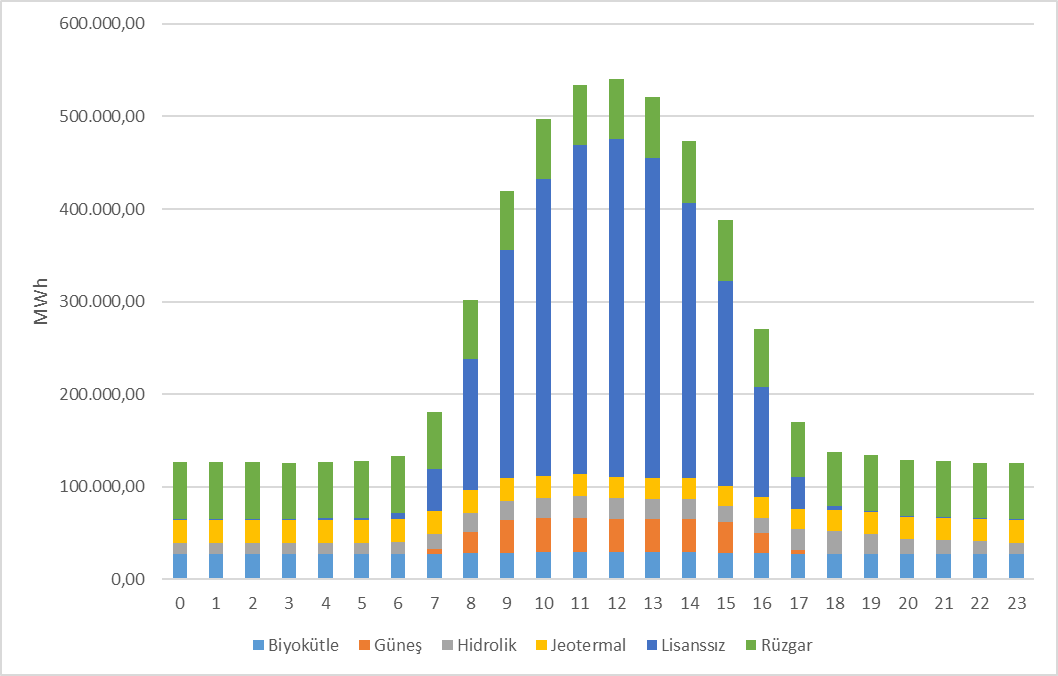 600.000,00
500.000,00
400.000,00
300.000,00
200.000,00
100.000,00
0,00
MWh
0 1 2 3 4 5 6 7 8 9 10 11 12 13 14 15 16 17 18 19 20 21 22 23
Biyokütle Güneş Hidrolik Jeotermal Lisanssız Rüzgar